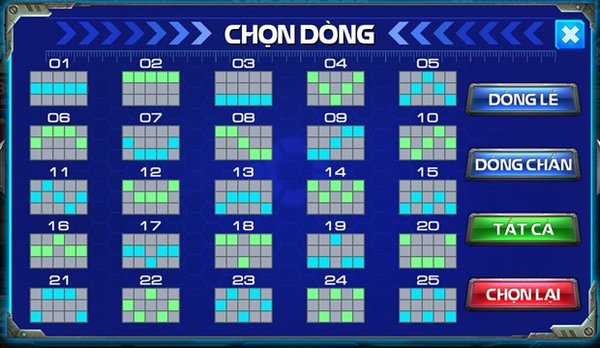 CHỌN DÒNG
01 02 03 04 05
DÒNG LẺ
06 07 08 09 10
DÒNG CHẴN
11 12 13 14 15
TẤT CẢ
16 17 18 19 20
CHỌN LẠI
21 22 23 24 25